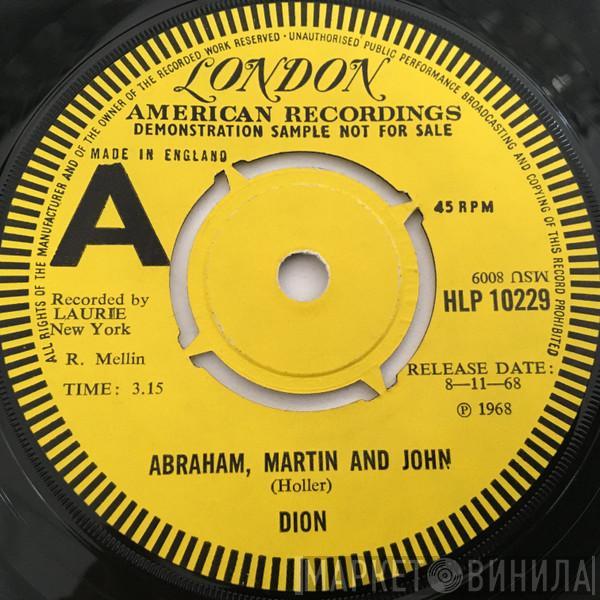 ALL RIGHTS OF THE MANUFACTURER AND OF THE OWNER OF THE RECORDED WORK RESERVED · UNAUTHORISED PUBLIC PERFORMANCE BROADCASTING AND COPYING OF THIS RECORD PROHIBITED
LONDON
AMERICAN RECORDINGS
DEMONSTRATION SAMPLE NOT FOR SALE
MADE IN ENGLAND
A
45 RPM
MSU 8009
HLP 10229
Recorded by
LAURIE
New York
R. Mellin
TIME: 3.15
RELEASE DATE:
8—11—68
℗ 1968
ABRAHAM, MARTIN AND JOHN
(Holler)
DION
МАРКЕТ ВИНИЛА